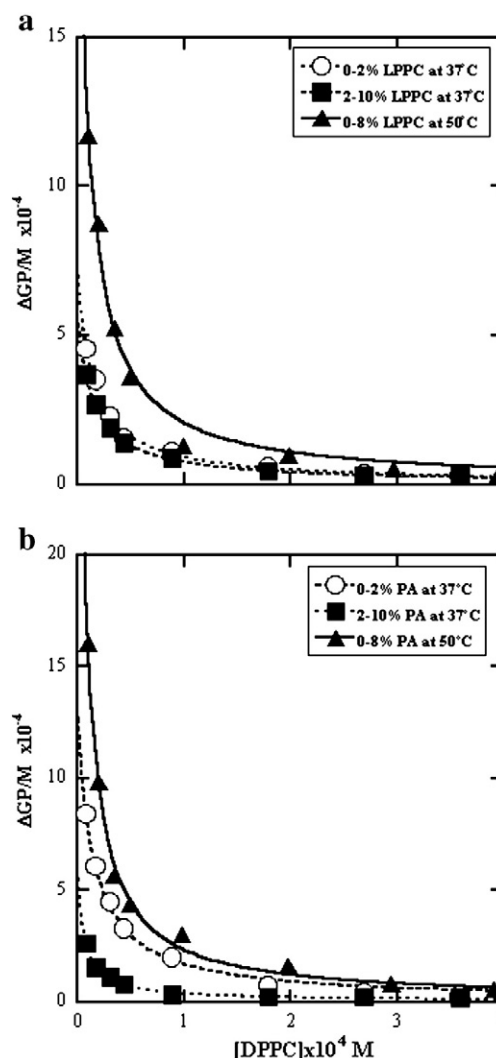 a
15
0-2% LPPC at 37°C
2-10% LPPC at 37°C
0-8% LPPC at 50°C
10
ΔGP/M x10⁻⁴
5
0
b
20
0-2% PA at 37°C
2-10% PA at 37°C
0-8% PA at 50°C
15
ΔGP/M x10⁻⁴
10
5
0
0 1 2 3
[DPPC]x10⁴ M